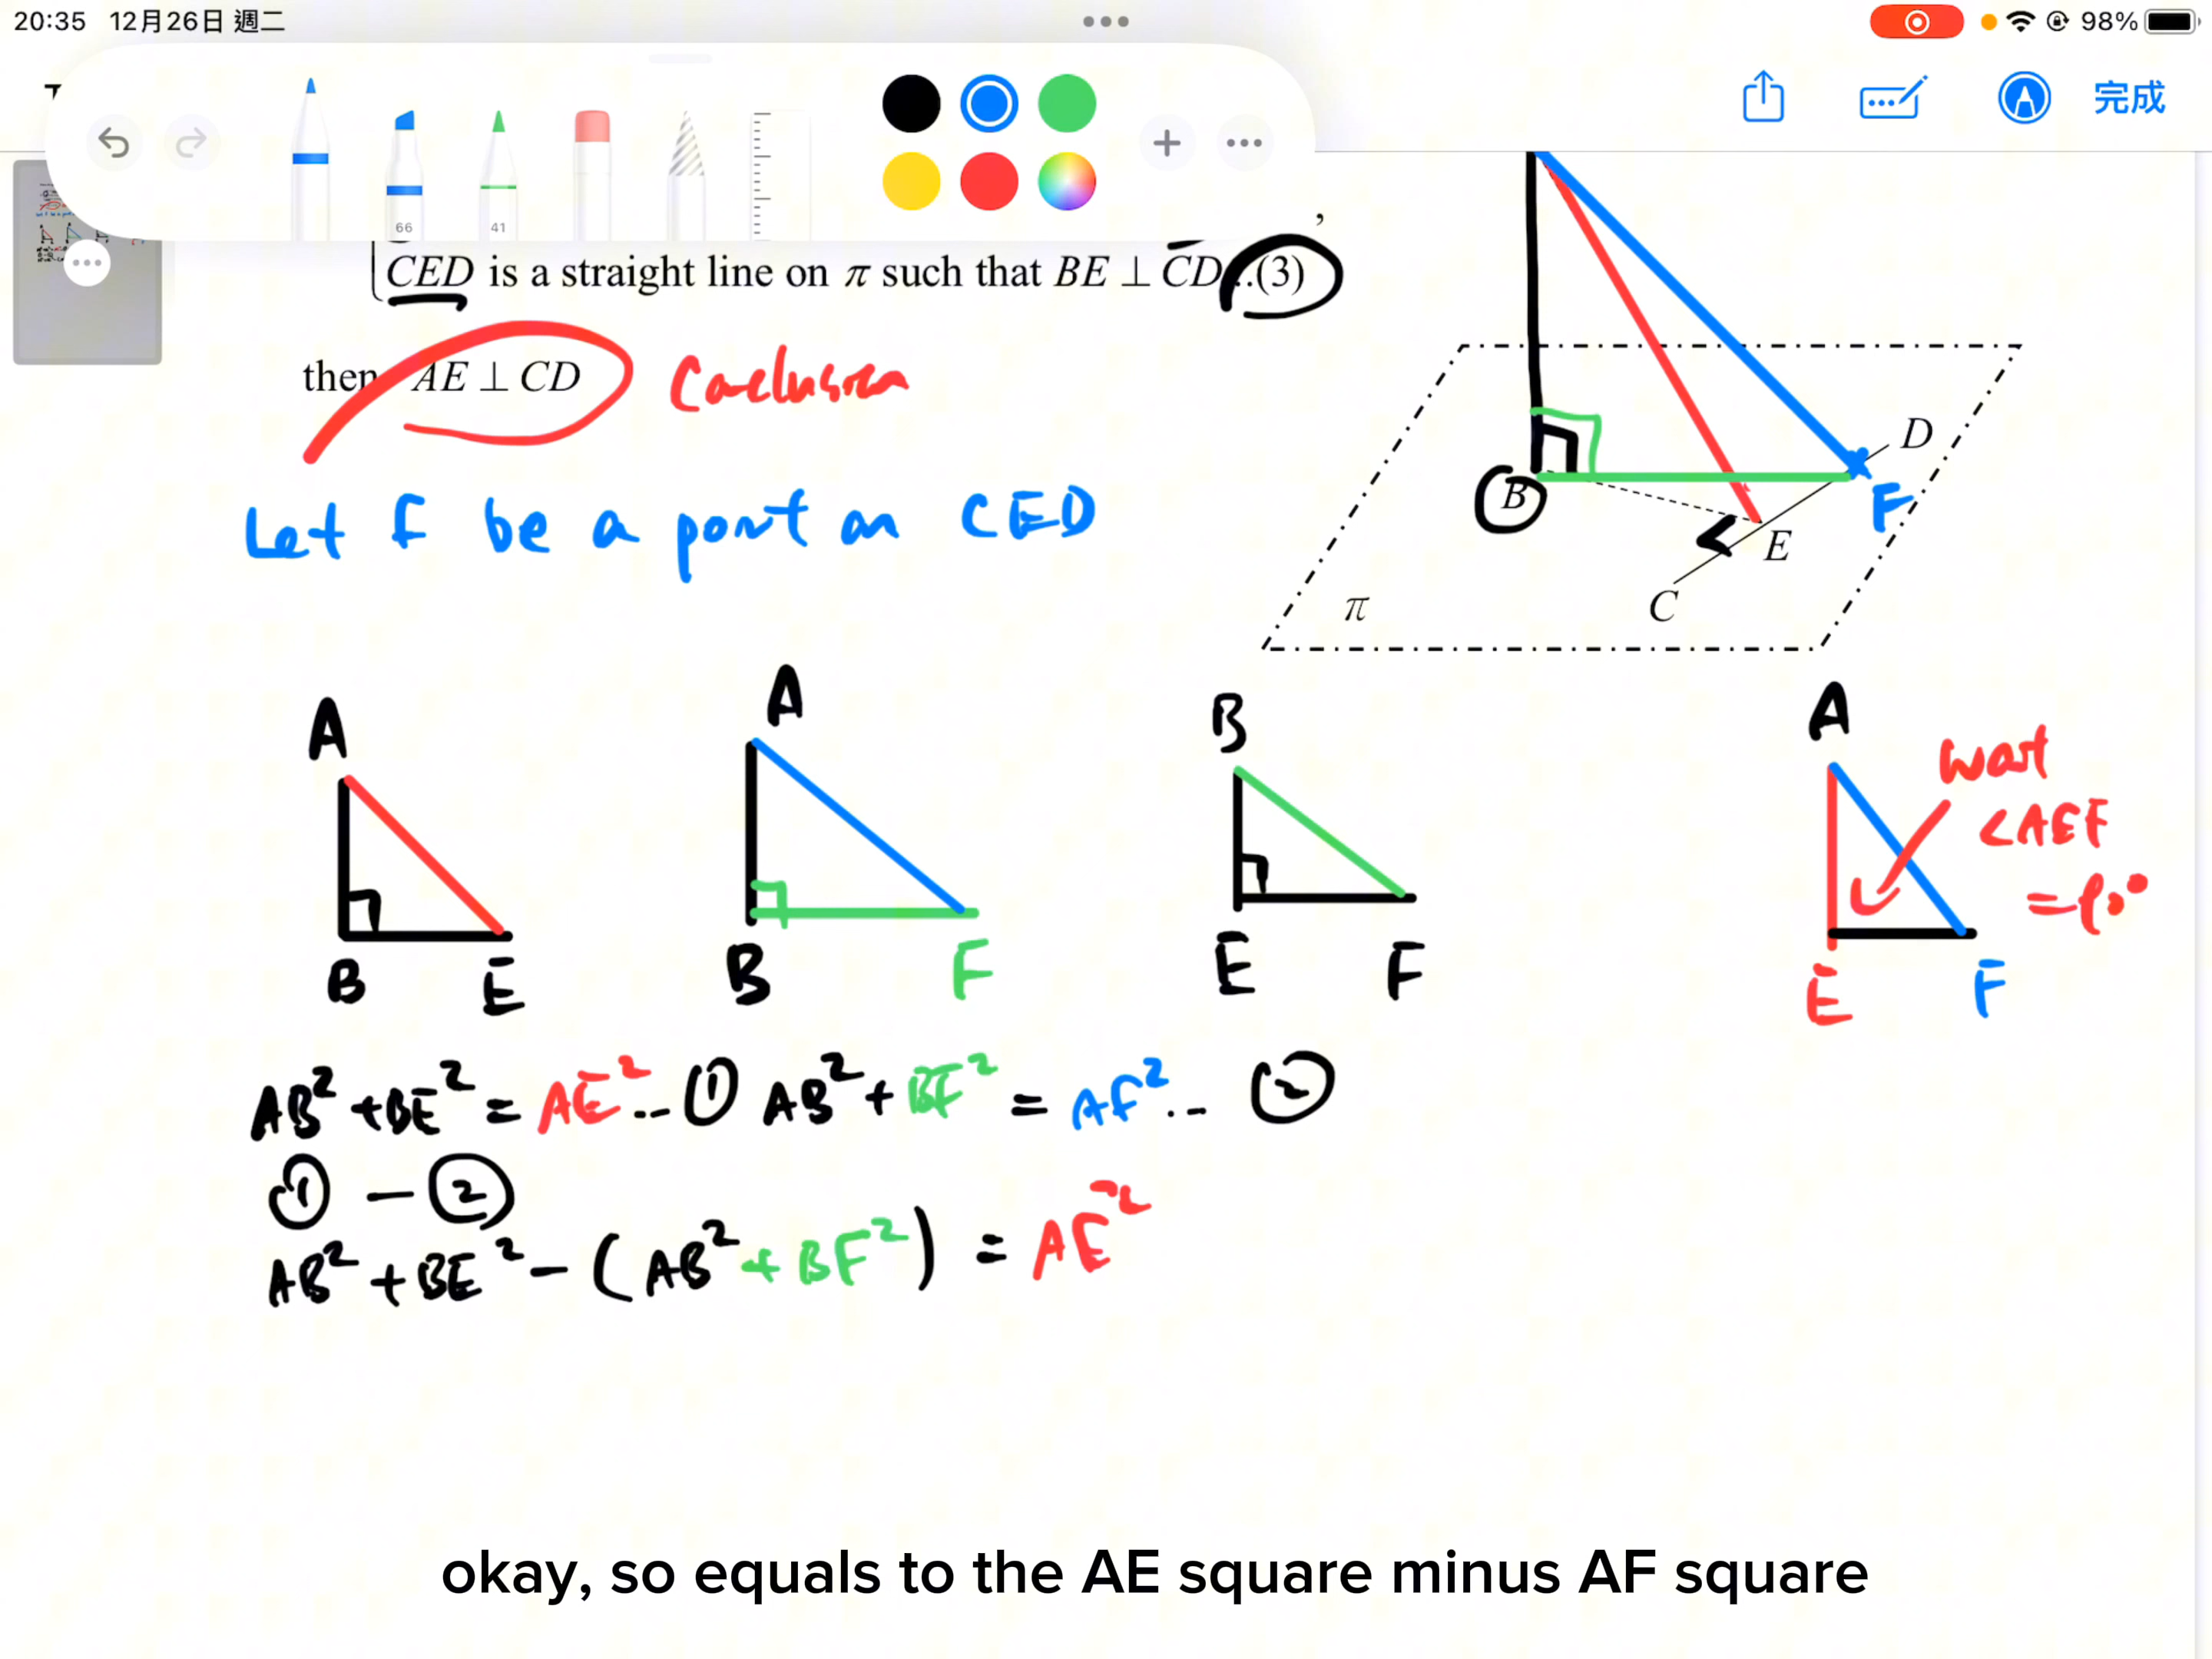 20:35 12月26日 週二
98%
完成
66
41
,
CED is a straight line on π such that BE ⊥ CD...(3)
then AE ⊥ CD
Let F be a point on CED
B
D
F
E
C
π
A
A
B
A
want
<AEF
= 90°
B
E
B
F
E
F
E
F
AB² + BE² = AE² -- ① AB² + BF² = AF² .. ②
① - ②
AB² + BE² - (AB² + BF²) = AE²
okay, so equals to the AE square minus AF square